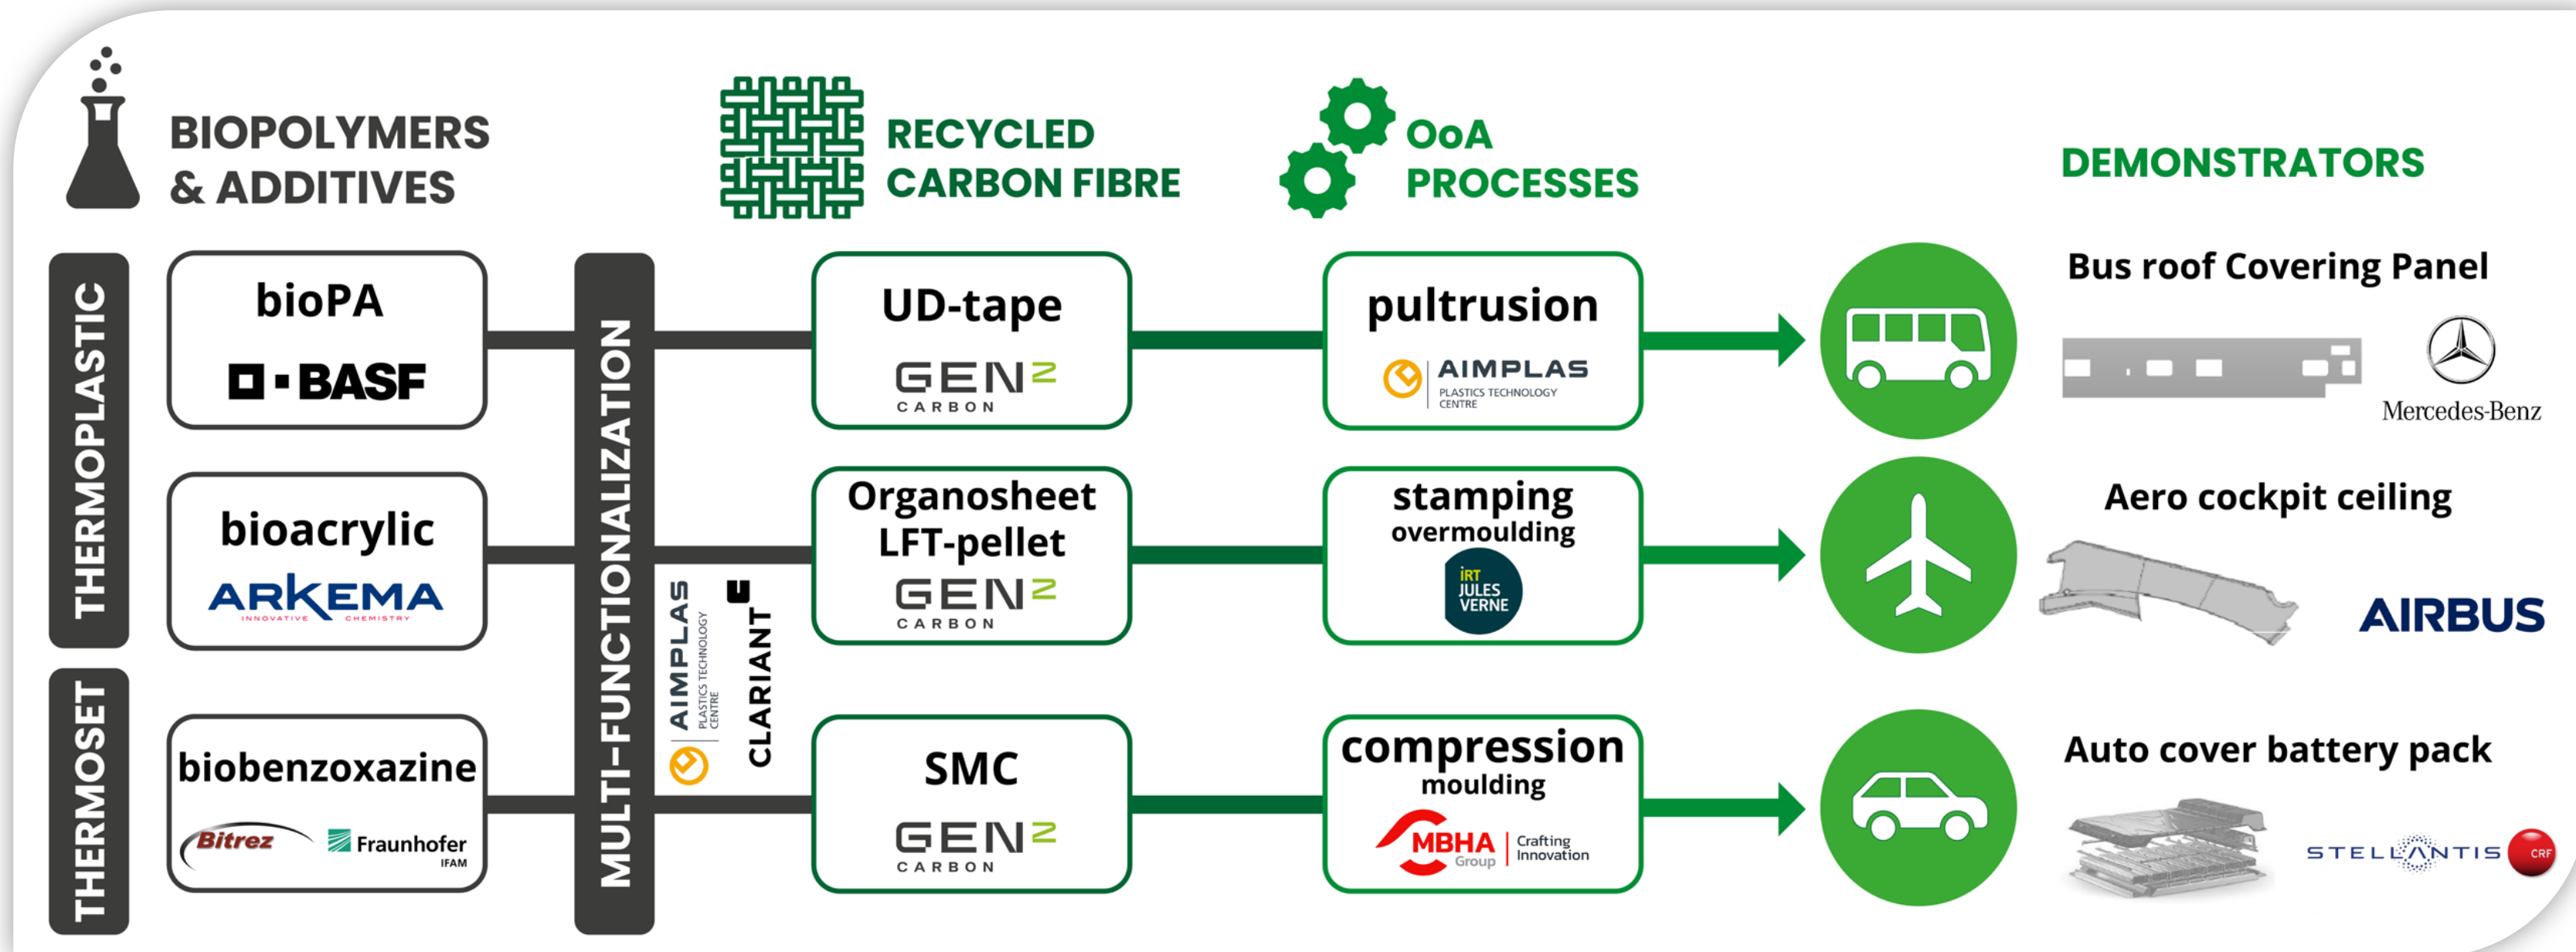 BIOPOLYMERS
& ADDITIVES
RECYCLED
CARBON FIBRE
OoA
PROCESSES
DEMONSTRATORS
THERMOPLASTIC
bioPA
BASF
MULTI-FUNCTIONALIZATION
UD-tape
GEN2
CARBON
pultrusion
AIMPLAS
PLASTICS TECHNOLOGY
CENTRE
Bus roof Covering Panel
Mercedes-Benz
bioacrylic
ARKEMA
INNOVATIVE CHEMISTRY
AIMPLAS
PLASTICS TECHNOLOGY
CENTRE
CLARIANT
Organosheet
LFT-pellet
GEN2
CARBON
stamping
overmoulding
iRT
JULES
VERNE
Aero cockpit ceiling
AIRBUS
THERMOSET
biobenzoxazine
Bitrez
Fraunhofer
IFAM
SMC
GEN2
CARBON
compression
moulding
MBHA
Group
Crafting
Innovation
Auto cover battery pack
STELLANTIS
CRF